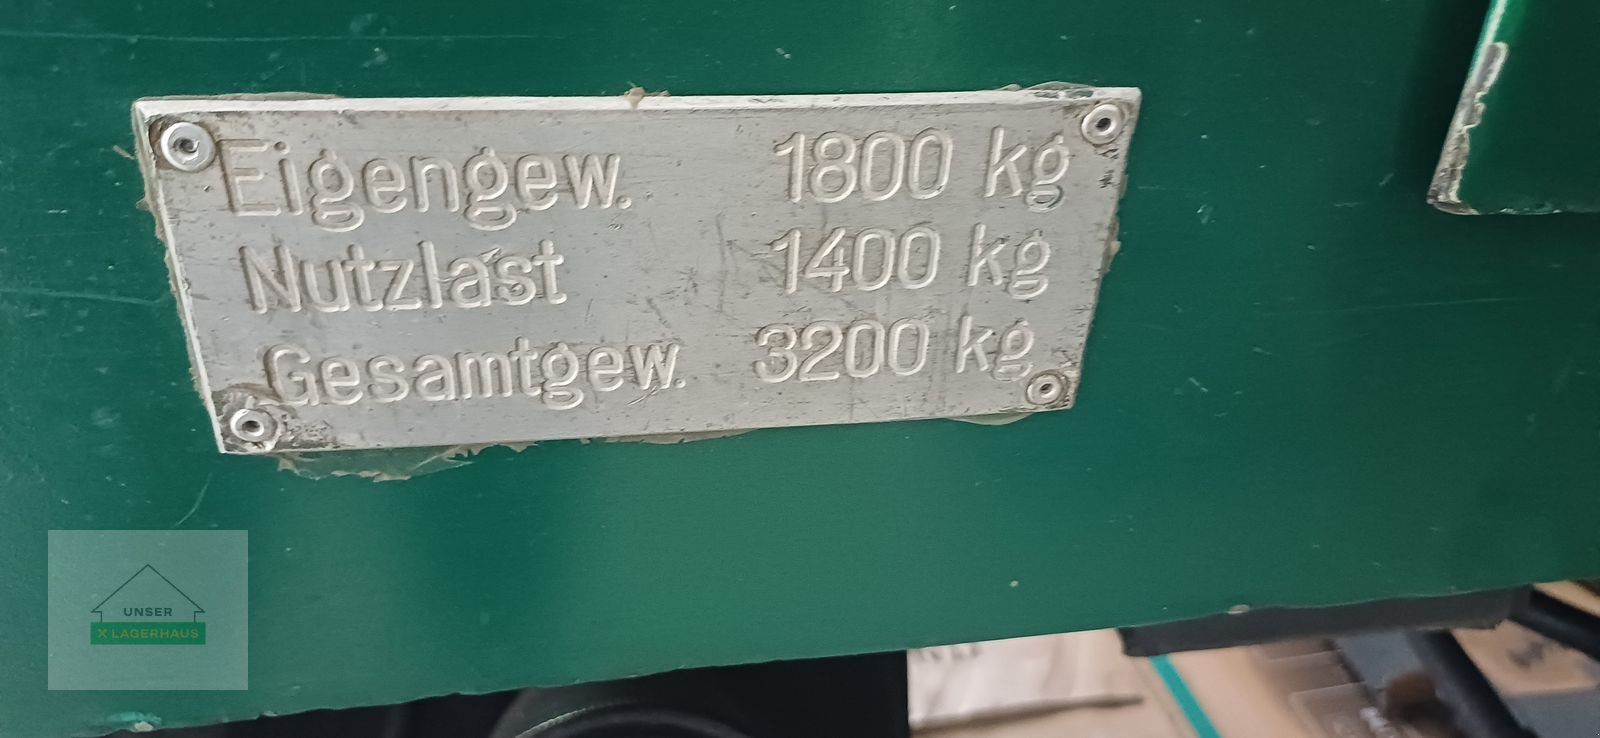 Eigengew. 1800 kg
Nutzlast 1400 kg
Gesamtgew. 3200 kg
UNSER
X LAGERHAUS